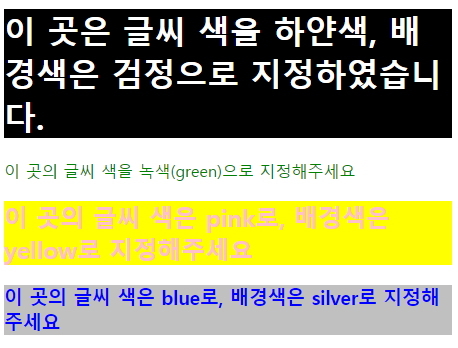 이 곳은 글씨 색을 하얀색, 배
경색은 검정으로 지정하였습니
다.
이 곳의 글씨 색을 녹색(green)으로 지정해주세요
이 곳의 글씨 색은 pink로, 배경색은
yellow로 지정해주세요
이 곳의 글씨 색은 blue로, 배경색은 silver로 지정해
주세요